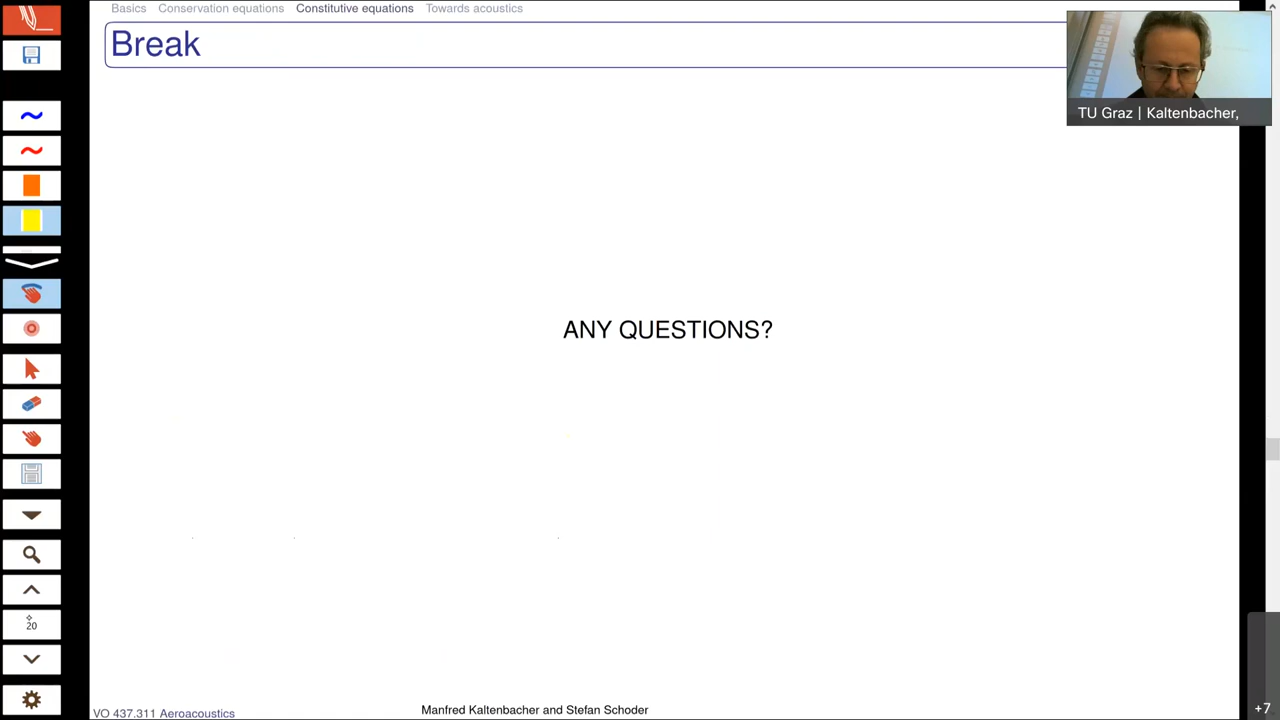 Basics Conservation equations Constitutive equations Towards acoustics
Break
TU Graz | Kaltenbacher,
ANY QUESTIONS?
20
VO 437.311 Aeroacoustics
Manfred Kaltenbacher and Stefan Schoder
+7